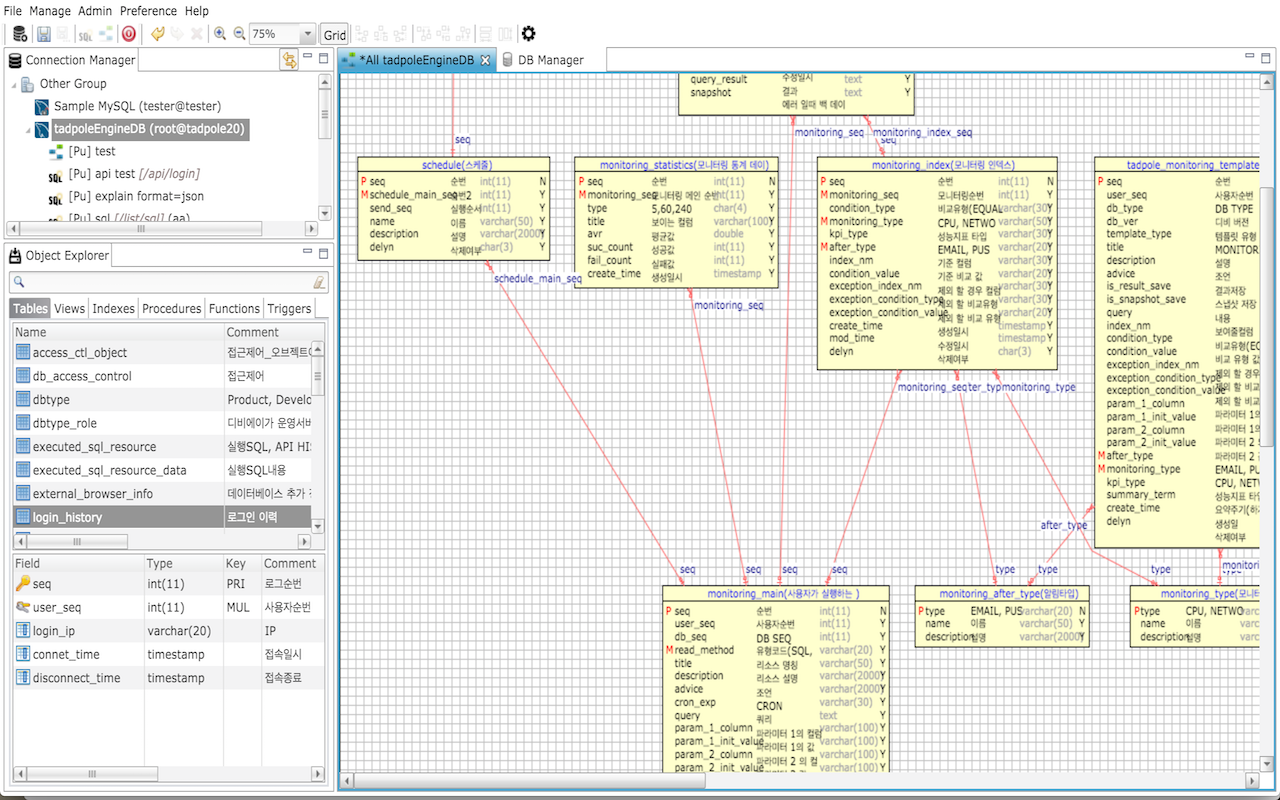 File Manage Admin Preference Help
75% Grid
Connection Manager
Other Group
Sample MySQL (tester@tester)
tadpoleEngineDB (root@tadpole20)
[Pu] test
[Pu] api test [/api/login]
[Pu] explain format=json
[Pu] sql [/list/sql] (aa)
Object Explorer
Tables Views Indexes Procedures Functions Triggers
Name Comment
access_ctl_object 접근제어_오브젝트
db_access_control 접근제어
dbtype Product, Develo
dbtype_role 디비에이가 운영서버
executed_sql_resource 실행SQL, API HIS
executed_sql_resource_data 실행SQL내용
external_browser_info 데이터베이스 추가
login_history 로그인 이력
Field Type Key Comment
seq int(11) PRI 로그순번
user_seq int(11) MUL 사용자순번
login_ip varchar(20) IP
connet_time timestamp 접속일시
disconnect_time timestamp 접속종료
*All tadpoleEngineDB DB Manager
수정일시
query_result text Y
snapshot 결과 text Y
에러 일때 백 데이
monitoring_seq monitoring_index_seq
seq seq
schedule(스케줄)
P seq 순번 int(11) N
M schedule_main_seq int(11) Y
send_seq 실행순서 int(11) Y
name 이름 varchar(50) Y
description 설명 varchar(2000) Y
delyn 삭제여부 char(3) Y
schedule_main_seq
monitoring_statistics(모니터링 통계 데이)
P seq 순번 int(11) N
M monitoring_seq 모니터링 메인 순번 int(11) Y
type 5,60,240 char(4) Y
title 보이는 컬럼 varchar(100) Y
avr 평균값 double Y
suc_count 성공값 int(11) Y
fail_count 실패값 int(11) Y
create_time 생성일시 timestamp Y
monitoring_seq
monitoring_index(모니터링 인덱스)
P seq 순번 int(11) N
M monitoring_seq 모니터링순번 int(11) Y
condition_type 비교유형(EQUAL varchar(30) Y
M monitoring_type CPU, NETWO varchar(50) Y
kpi_type 성능지표 타입 varchar(30) Y
M after_type EMAIL, PUS varchar(20) Y
index_nm 기준 컬럼 varchar(30) Y
condition_value 기준 비교 값 varchar(20) Y
exception_index_nm 제외 할 경우 컬럼 varchar(30) Y
exception_condition_type 제외 할 비교유형 varchar(30) Y
exception_condition_value 제외 할 비교 유형 varchar(20) Y
create_time 생성일시 timestamp Y
mod_time 수정일시 timestamp Y
delyn 삭제여부 char(3) Y
monitoring_seq monitoring_type
tadpole_monitoring_template
P seq 순번
user_seq 사용자순번
db_type DB TYPE
db_ver 디비 버젼
template_type 템플릿 유형
title MONITOR
description 설명
advice 조언
is_result_save 결과저장
is_snapshot_save 스냅샷 저장
query 내용
index_nm 보여줄컬럼
condition_type 비교유형(E
condition_value 비교 유형 값
exception_index_nm 제외 할 경우
exception_condition_type 제외 할 비교
exception_condition_value 제외 할 비교
param_1_column 파라미터 1의
param_1_init_value 파라미터 1의
param_2_column 파라미터 2
param_2_init_value 파라미터 2
M after_type EMAIL, PU
M monitoring_type CPU, NET
kpi_type 성능지표 타
summary_term 요약주기(하
create_time 생성일
delyn 삭제여부
after_type
seq seq seq seq type type type monitori
monitoring_main(사용자가 실행하는 )
P seq 순번 int(11) N
user_seq 사용자순번 int(11) Y
db_seq DB SEQ int(11) Y
M read_method 유형코드(SQL, varchar(20) Y
title 리소스 명칭 varchar(50) Y
description 리소스 설명 varchar(2000) Y
advice 조언 varchar(2000) Y
cron_exp CRON varchar(30) Y
query 쿼리 text Y
param_1_column 파라미터 1의 컬럼 varchar(100) Y
param_1_init_value 파라미터 1의 값 varchar(100) Y
param_2_column 파라미터 2의 컬 varchar(100) Y
param_2_init_value varchar(100) Y
monitoring_after_type(알림타입)
P type EMAIL, PUS varchar(20) N
name 이름 varchar(50) Y
description 설명 varchar(2000) Y
monitoring_type(모니터
P type CPU, NETWO varc
name 이름 varc
description 설명 varc